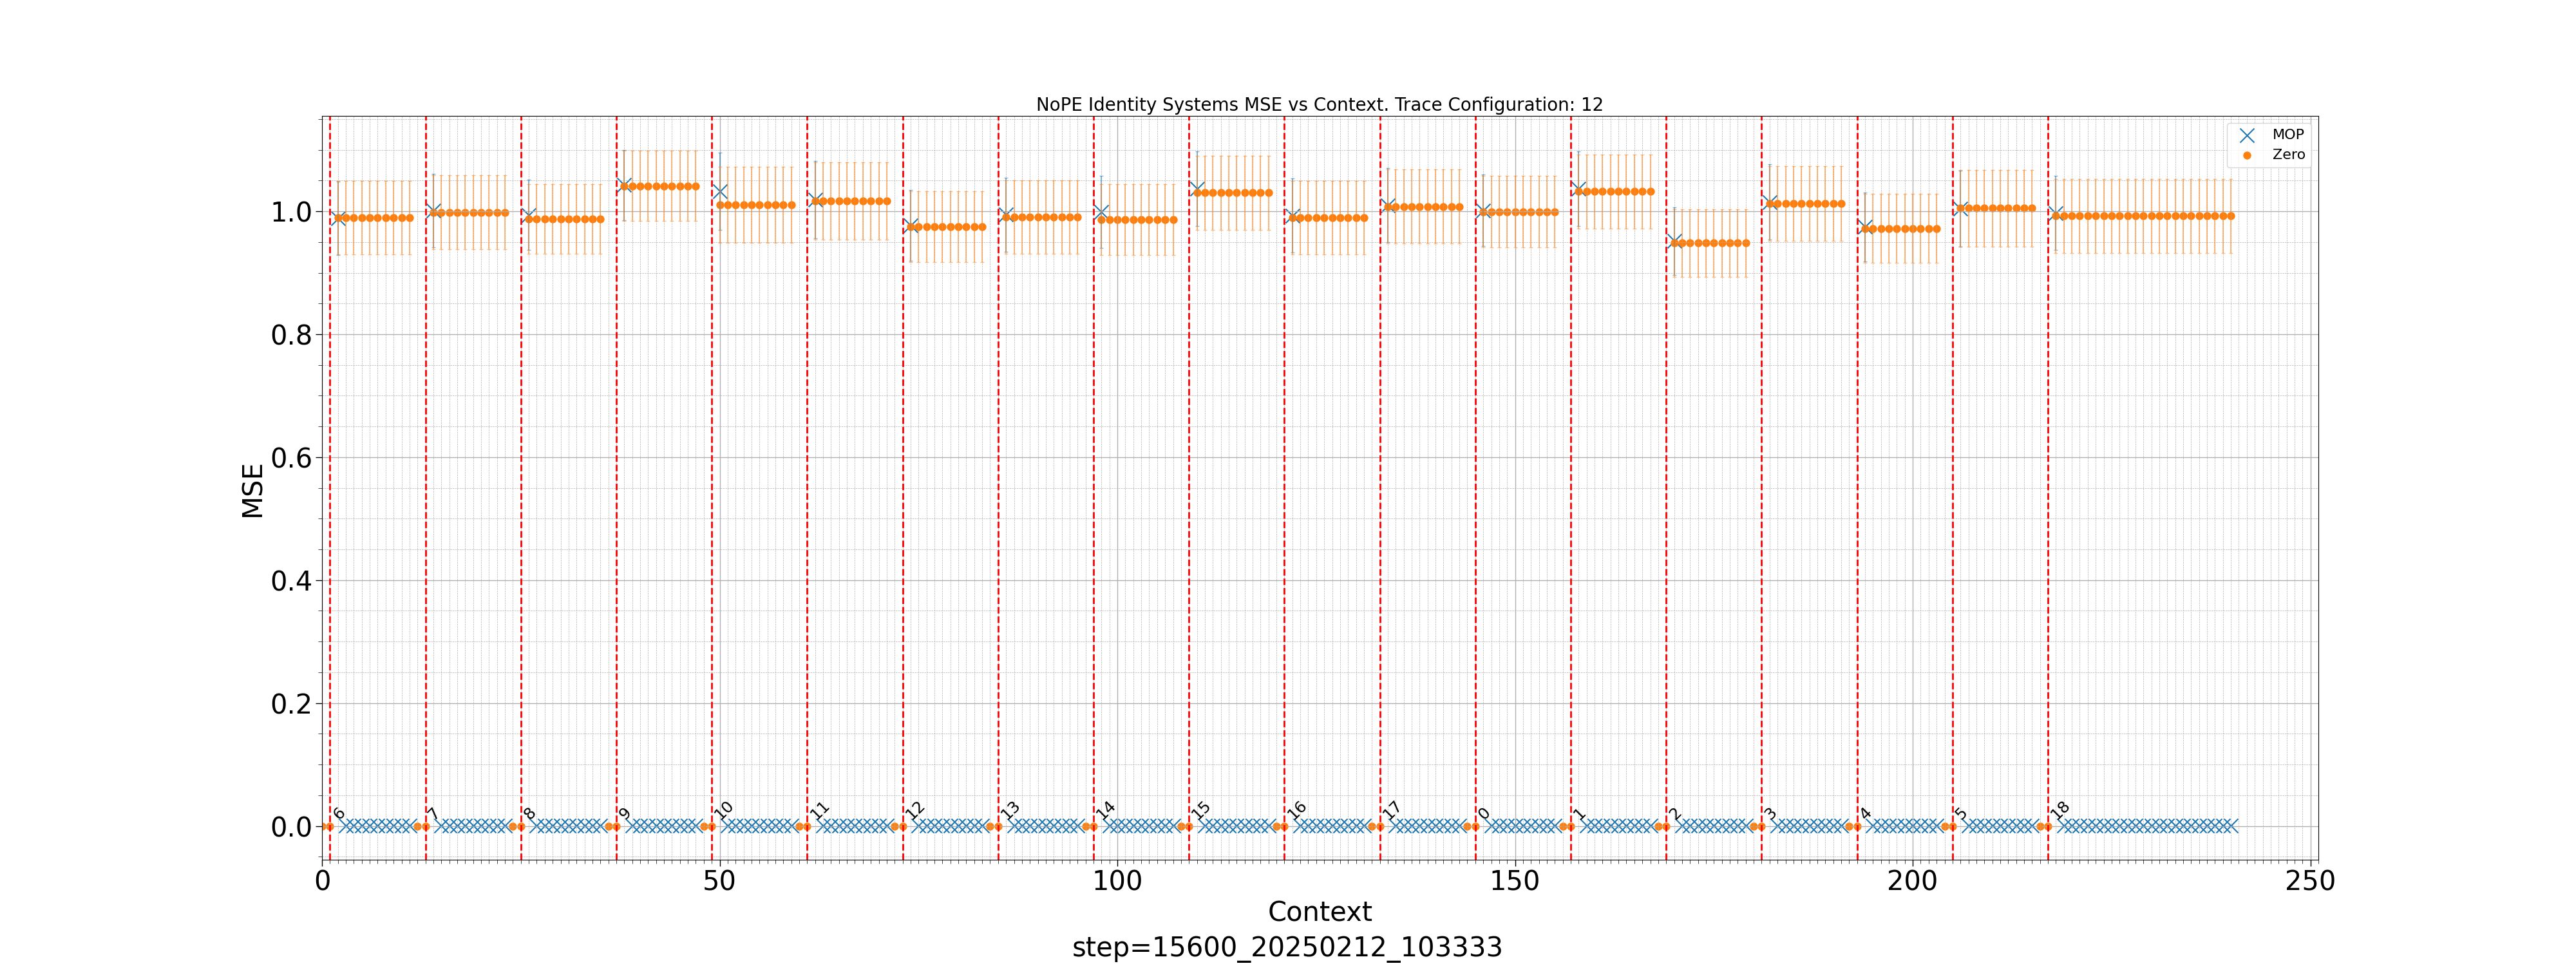 NoPE Identity Systems MSE vs Context. Trace Configuration: 12
MOP
Zero
1.0
0.8
0.6
0.4
0.2
0.0
MSE
6 7 8 9 10 11 12 13 14 15 16 17 0 1 2 3 4 5 18
0 50 100 150 200 250
Context
step=15600_20250212_103333